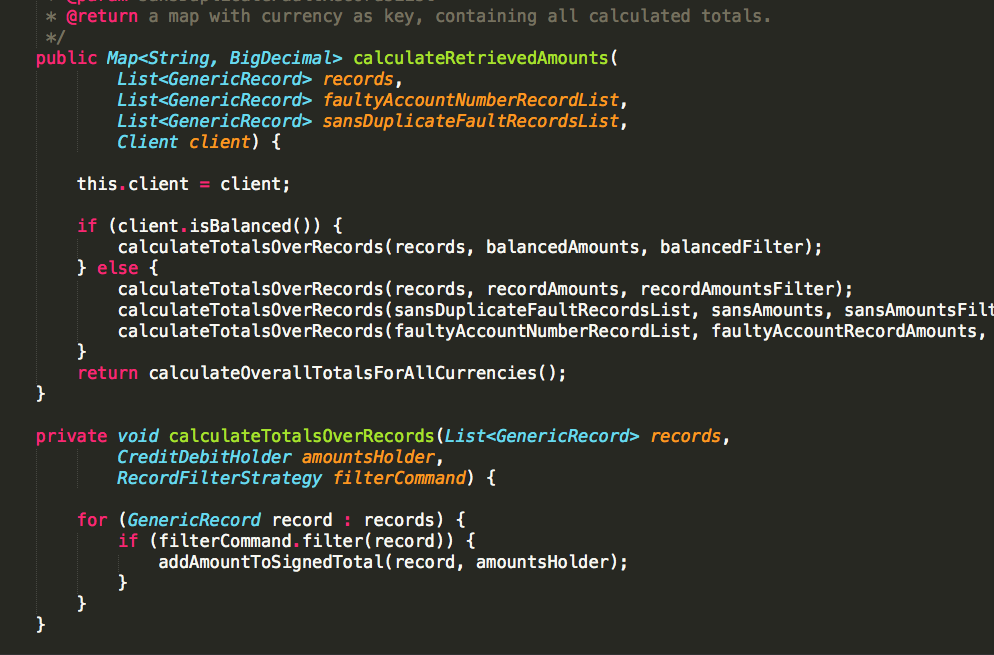 * @return a map with currency as key, containing all calculated totals.
*/
public Map<String, BigDecimal> calculateRetrievedAmounts(
List<GenericRecord> records,
List<GenericRecord> faultyAccountNumberRecordList,
List<GenericRecord> sansDuplicateFaultRecordsList,
Client client) {
this.client = client;
if (client.isBalanced()) {
calculateTotalsOverRecords(records, balancedAmounts, balancedFilter);
} else {
calculateTotalsOverRecords(records, recordAmounts, recordAmountsFilter);
calculateTotalsOverRecords(sansDuplicateFaultRecordsList, sansAmounts, sansAmountsFilt
calculateTotalsOverRecords(faultyAccountNumberRecordList, faultyAccountRecordAmounts,
}
return calculateOverallTotalsForAllCurrencies();
}
private void calculateTotalsOverRecords(List<GenericRecord> records,
CreditDebitHolder amountsHolder,
RecordFilterStrategy filterCommand) {
for (GenericRecord record : records) {
if (filterCommand.filter(record)) {
addAmountToSignedTotal(record, amountsHolder);
}
}
}